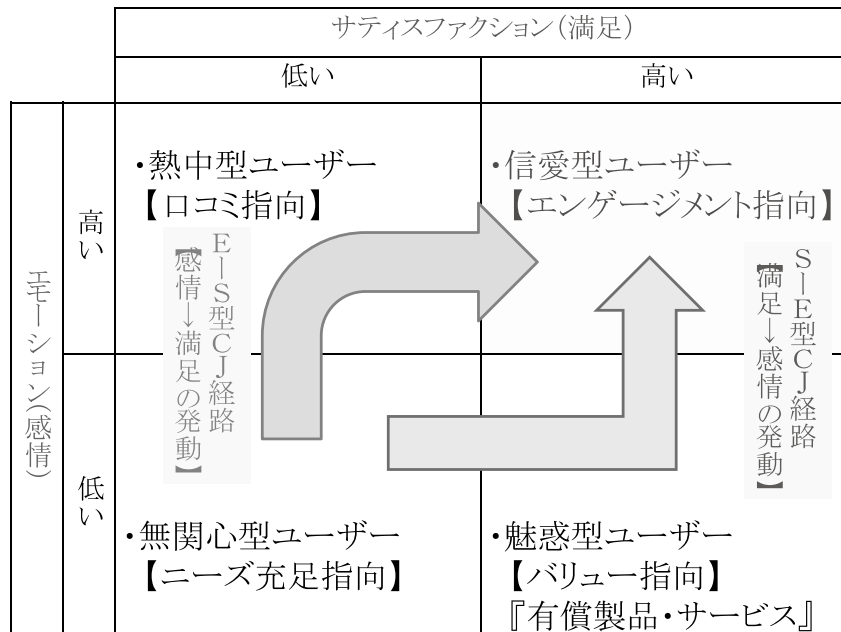 サティスファクション(満足)
低い
高い
エモーション(感情)
高い
・熱中型ユーザー
【口コミ指向】
E―S型CJ経路
【感情→満足の発動】
・信愛型ユーザー
【エンゲージメント指向】
S―E型CJ経路
【満足→感情の発動】
低い
・無関心型ユーザー
【ニーズ充足指向】
・魅惑型ユーザー
【バリュー指向】
『有償製品・サービス』